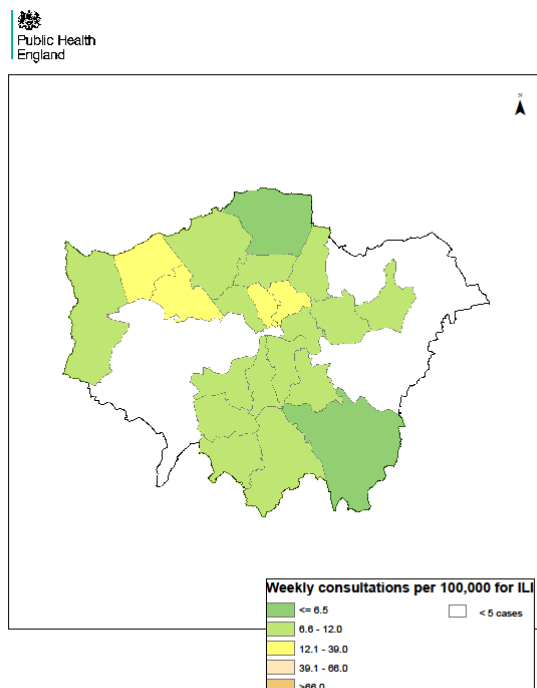 Public Health
England
N
Weekly consultations per 100,000 for ILI
<= 6.5
< 5 cases
6.6 - 12.0
12.1 - 39.0
39.1 - 66.0
>66.0